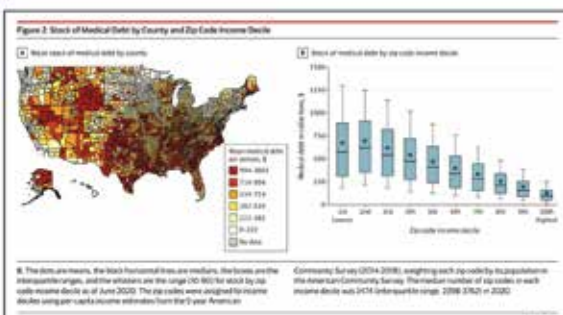 Figure 2. Stock of Medical Debt by County and Zip Code Income Decile
A Mean stock of medical debt by county
Mean medical debt
per person, $
No data
B Stock of medical debt by zip code income decile
Medical debt in collections, $
1st
2nd
3rd
4th
5th
6th
7th
8th
9th
10th
Lowest
Highest
Zip code income decile
B. The dots are means, the black horizontal lines are medians, the boxes are the
interquartile ranges, and the whiskers are the range (10-90) for stock by zip
code income decile as of June 2020. The zip codes were assigned to income
deciles using per capita income estimates from the 5-year American
Community Survey (2014-2018), weighting each zip code by its population in
the American Community Survey. The median number of zip codes in each
income decile was